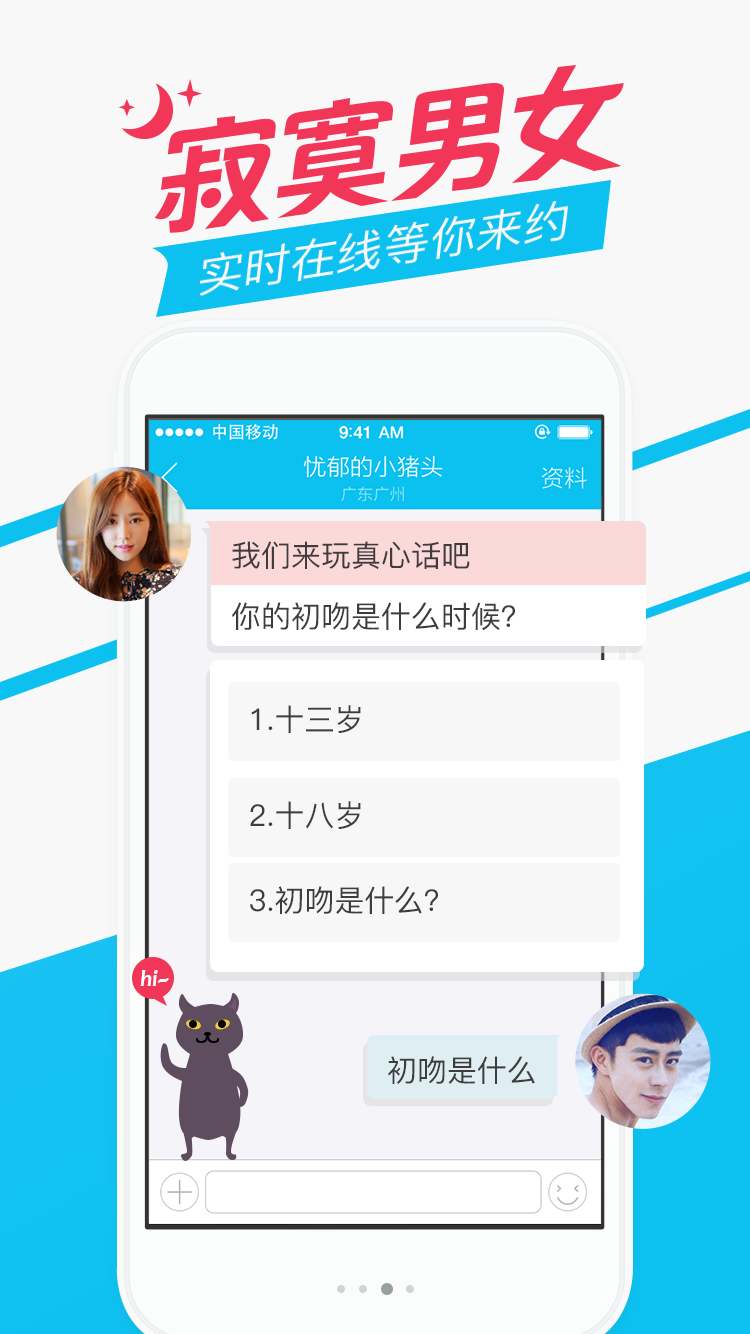 寂寞男女
实时在线等你来约
中国移动 9:41 AM
忧郁的小猪头
广东广州
资料
我们来玩真心话吧
你的初吻是什么时候?
1.十三岁
2.十八岁
3.初吻是什么?
hi~
初吻是什么